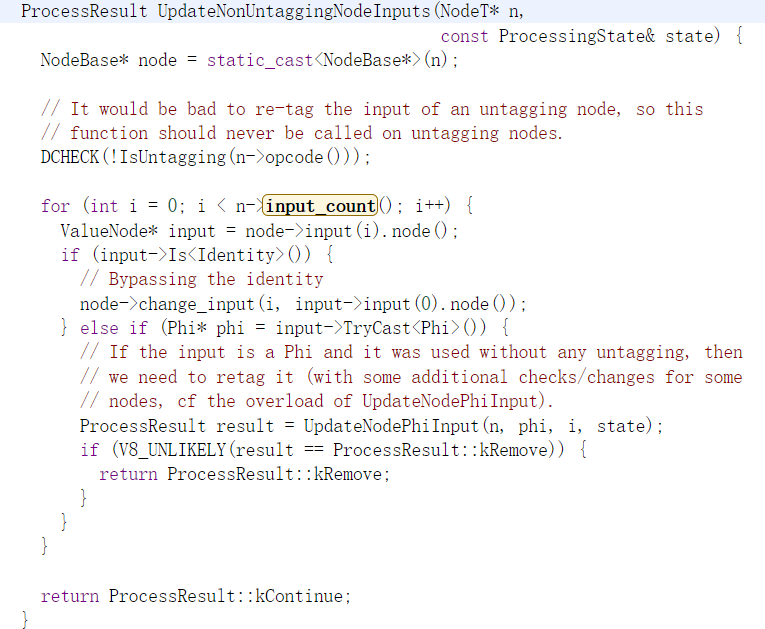 ProcessResult UpdateNonUntaggingNodeInputs(NodeT* n,
                                           const ProcessingState& state) {
  NodeBase* node = static_cast<NodeBase*>(n);

  // It would be bad to re-tag the input of an untagging node, so this
  // function should never be called on untagging nodes.
  DCHECK(!IsUntagging(n->opcode()));

  for (int i = 0; i < n->input_count(); i++) {
    ValueNode* input = node->input(i).node();
    if (input->Is<Identity>()) {
      // Bypassing the identity
      node->change_input(i, input->input(0).node());
    } else if (Phi* phi = input->TryCast<Phi>()) {
      // If the input is a Phi and it was used without any untagging, then
      // we need to retag it (with some additional checks/changes for some
      // nodes, cf the overload of UpdateNodePhiInput).
      ProcessResult result = UpdateNodePhiInput(n, phi, i, state);
      if (V8_UNLIKELY(result == ProcessResult::kRemove)) {
        return ProcessResult::kRemove;
      }
    }
  }

  return ProcessResult::kContinue;
}